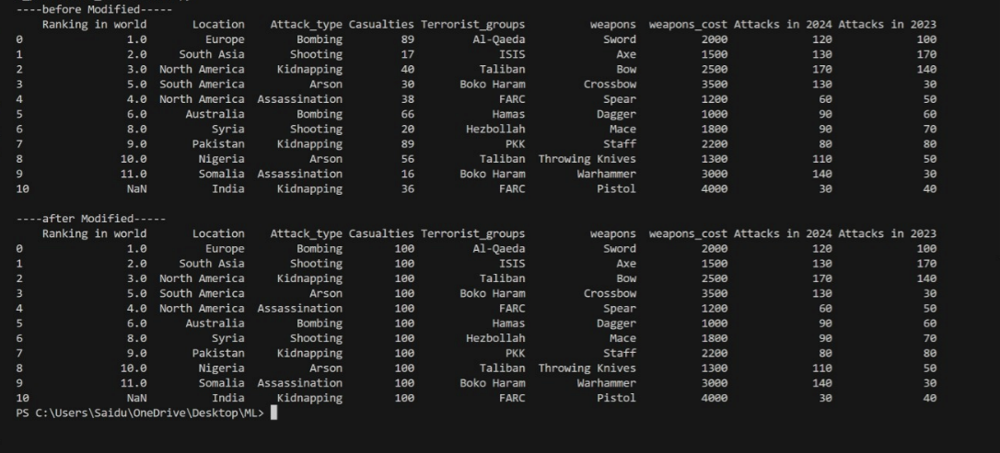 ----before Modified-----
    Ranking in world       Location    Attack_type Casualties Terrorist_groups          weapons  weapons_cost Attacks in 2024 Attacks in 2023
0                1.0         Europe        Bombing         89         Al-Qaeda            Sword          2000             120             100
1                2.0     South Asia       Shooting         17             ISIS              Axe          1500             130             170
2                3.0  North America     Kidnapping         40          Taliban              Bow          2500             170             140
3                5.0  South America          Arson         30       Boko Haram         Crossbow          3500             130              30
4                4.0  North America  Assassination         38             FARC            Spear          1200              60              50
5                6.0      Australia        Bombing         66            Hamas           Dagger          1000              90              60
6                8.0          Syria       Shooting         20        Hezbollah             Mace          1800              90              70
7                9.0       Pakistan     Kidnapping         89              PKK            Staff          2200              80              80
8               10.0        Nigeria          Arson         56          Taliban  Throwing Knives          1300             110              50
9               11.0        Somalia  Assassination         16       Boko Haram        Warhammer          3000             140              30
10               NaN          India     Kidnapping         36             FARC           Pistol          4000              30              40
----after Modified-----
    Ranking in world       Location    Attack_type Casualties Terrorist_groups          weapons  weapons_cost Attacks in 2024 Attacks in 2023
0                1.0         Europe        Bombing        100         Al-Qaeda            Sword          2000             120             100
1                2.0     South Asia       Shooting        100             ISIS              Axe          1500             130             170
2                3.0  North America     Kidnapping        100          Taliban              Bow          2500             170             140
3                5.0  South America          Arson        100       Boko Haram         Crossbow          3500             130              30
4                4.0  North America  Assassination        100             FARC            Spear          1200              60              50
5                6.0      Australia        Bombing        100            Hamas           Dagger          1000              90              60
6                8.0          Syria       Shooting        100        Hezbollah             Mace          1800              90              70
7                9.0       Pakistan     Kidnapping        100              PKK            Staff          2200              80              80
8               10.0        Nigeria          Arson        100          Taliban  Throwing Knives          1300             110              50
9               11.0        Somalia  Assassination        100       Boko Haram        Warhammer          3000             140              30
10               NaN          India     Kidnapping        100             FARC           Pistol          4000              30              40
PS C:\Users\Saidu\OneDrive\Desktop\ML>